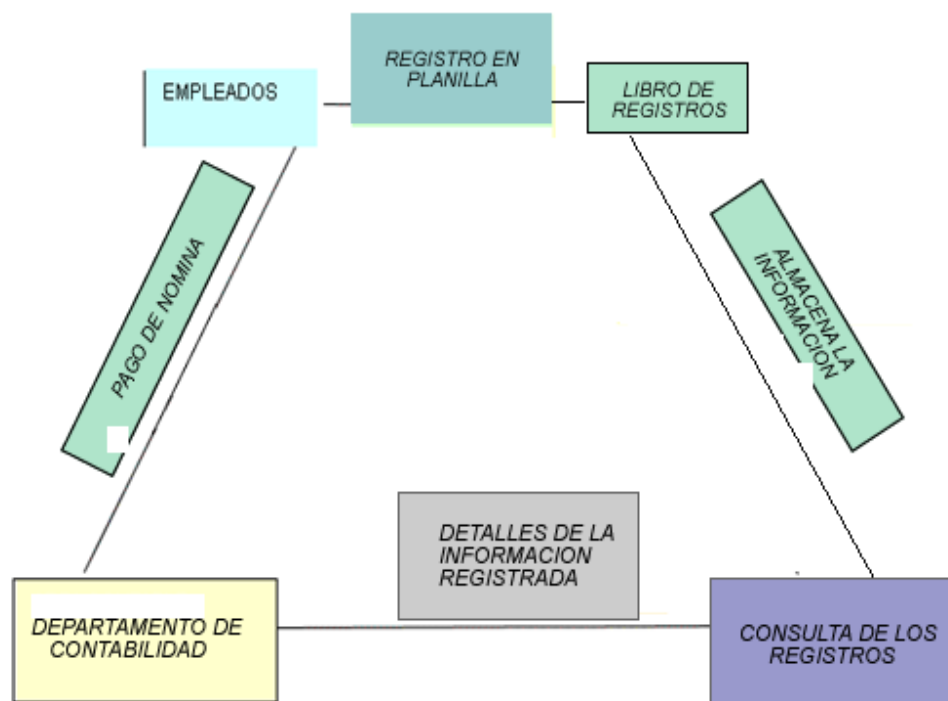 REGISTRO EN
PLANILLA
EMPLEADOS
LIBRO DE
REGISTROS
PAGO DE NOMINA
ALMACENA LA
INFORMACION
DETALLES DE LA
INFORMACION
REGISTRADA
DEPARTAMENTO DE
CONTABILIDAD
CONSULTA DE LOS
REGISTROS